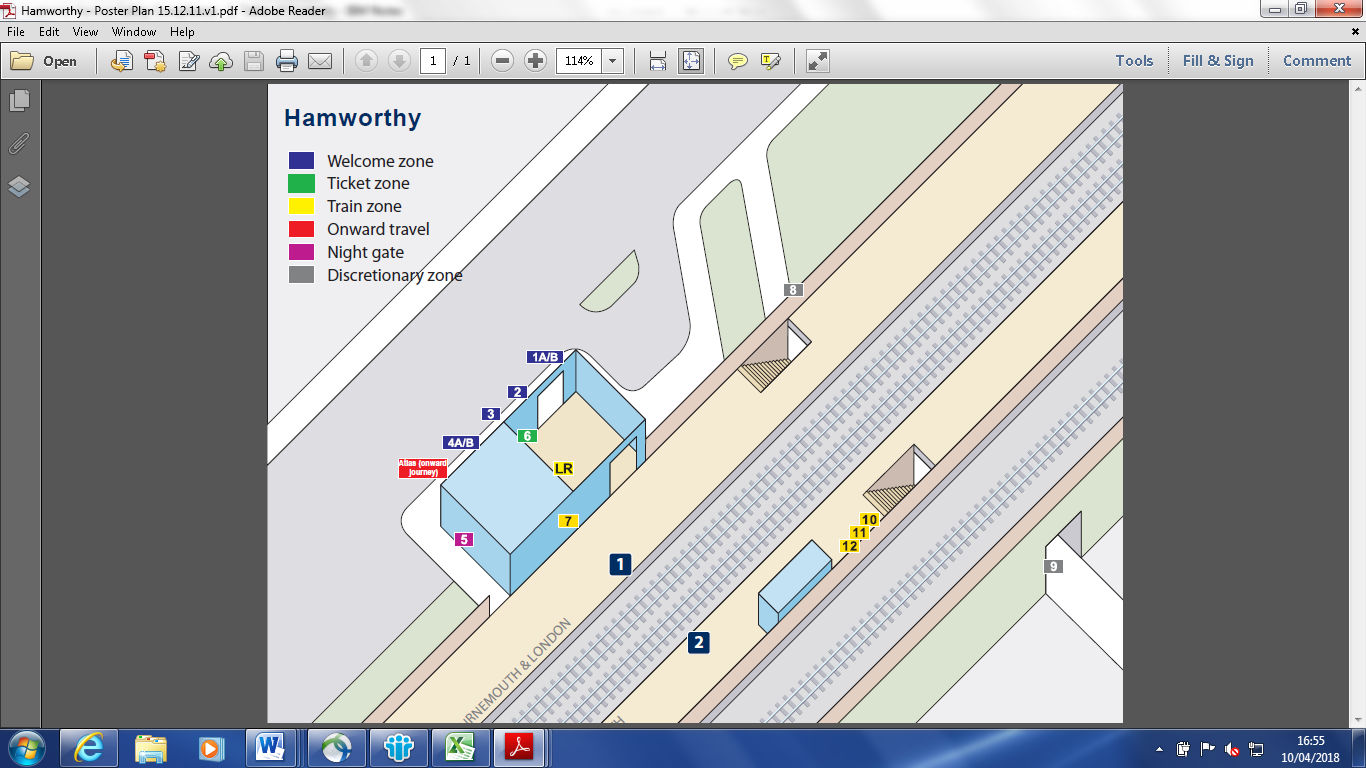 Hamworthy - Poster Plan 15.12.11.v1.pdf - Adobe Reader
File Edit View Window Help
Open 1 / 1 114% Tools Fill & Sign Comment
Hamworthy
Welcome zone
Ticket zone
Train zone
Onward travel
Night gate
Discretionary zone
8
1A/B
2
3
6
4A/B
Atlas (onward
journey)
LR
7
5
10
11
12
1
9
2
RNEMOUTH & LONDON
TH
16:55
10/04/2018